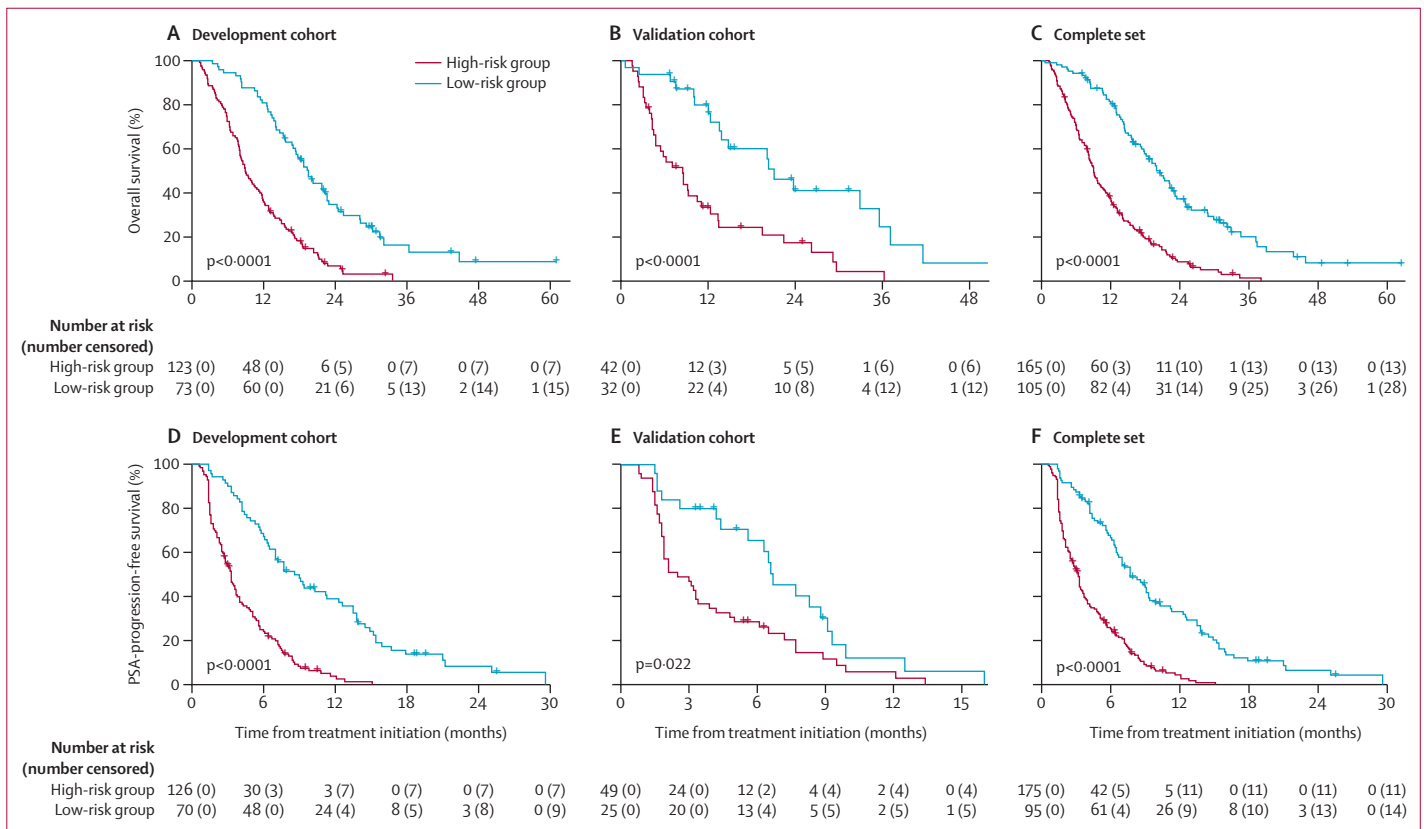 A Development cohort
B Validation cohort
C Complete set
High-risk group
Low-risk group
Overall survival (%)
100
80
60
40
20
0
p<0·0001
p<0·0001
p<0·0001
0 12 24 36 48 60
0 12 24 36 48
0 12 24 36 48 60
Number at risk
(number censored)
High-risk group 123 (0) 48 (0) 6 (5) 0 (7) 0 (7) 0 (7) 42 (0) 12 (3) 5 (5) 1 (6) 0 (6) 165 (0) 60 (3) 11 (10) 1 (13) 0 (13) 0 (13)
Low-risk group 73 (0) 60 (0) 21 (6) 5 (13) 2 (14) 1 (15) 32 (0) 22 (4) 10 (8) 4 (12) 1 (12) 105 (0) 82 (4) 31 (14) 9 (25) 3 (26) 1 (28)
D Development cohort
E Validation cohort
F Complete set
PSA-progression-free survival (%)
100
80
60
40
20
0
p<0·0001
p=0·022
p<0·0001
0 6 12 18 24 30
0 3 6 9 12 15
0 6 12 18 24 30
Time from treatment initiation (months)
Time from treatment initiation (months)
Time from treatment initiation (months)
Number at risk
(number censored)
High-risk group 126 (0) 30 (3) 3 (7) 0 (7) 0 (7) 0 (7) 49 (0) 24 (0) 12 (2) 4 (4) 2 (4) 0 (4) 175 (0) 42 (5) 5 (11) 0 (11) 0 (11) 0 (11)
Low-risk group 70 (0) 48 (0) 24 (4) 8 (5) 3 (8) 0 (9) 25 (0) 20 (0) 13 (4) 5 (5) 2 (5) 1 (5) 95 (0) 61 (4) 26 (9) 8 (10) 3 (13) 0 (14)